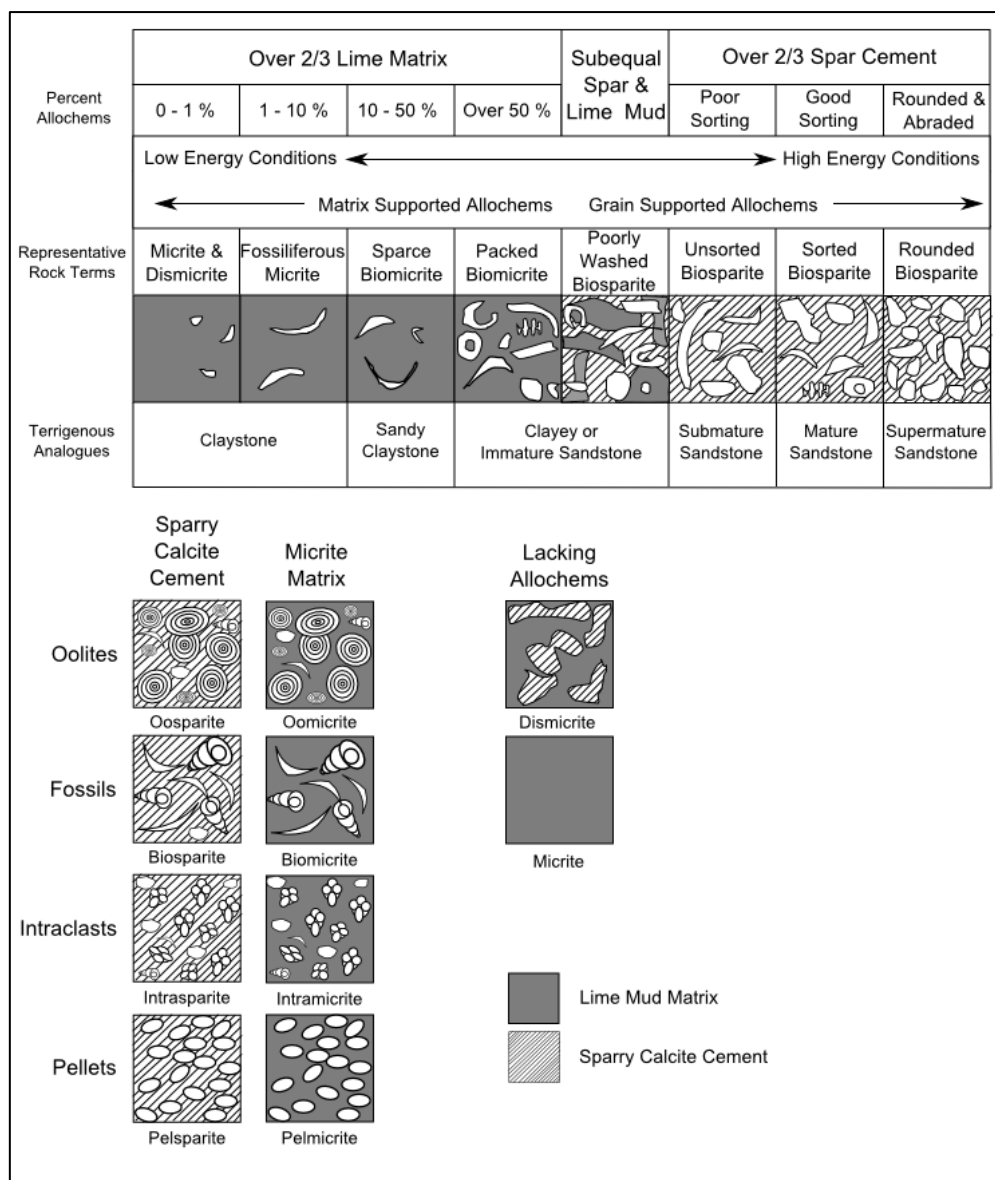 Over 2/3 Lime Matrix
Subequal
Spar &
Lime Mud
Over 2/3 Spar Cement
Percent
Allochems
0 - 1 %
1 - 10 %
10 - 50 %
Over 50 %
Poor
Sorting
Good
Sorting
Rounded &
Abraded
Low Energy Conditions
High Energy Conditions
Matrix Supported Allochems
Grain Supported Allochems
Representative
Rock Terms
Micrite &
Dismicrite
Fossiliferous
Micrite
Sparce
Biomicrite
Packed
Biomicrite
Poorly
Washed
Biosparite
Unsorted
Biosparite
Sorted
Biosparite
Rounded
Biosparite
Terrigenous
Analogues
Claystone
Sandy
Claystone
Clayey or
Immature Sandstone
Submature
Sandstone
Mature
Sandstone
Supermature
Sandstone
Sparry
Calcite
Cement
Micrite
Matrix
Lacking
Allochems
Oolites
Oosparite
Oomicrite
Dismicrite
Fossils
Biosparite
Biomicrite
Micrite
Intraclasts
Intrasparite
Intramicrite
Lime Mud Matrix
Sparry Calcite Cement
Pellets
Pelsparite
Pelmicrite